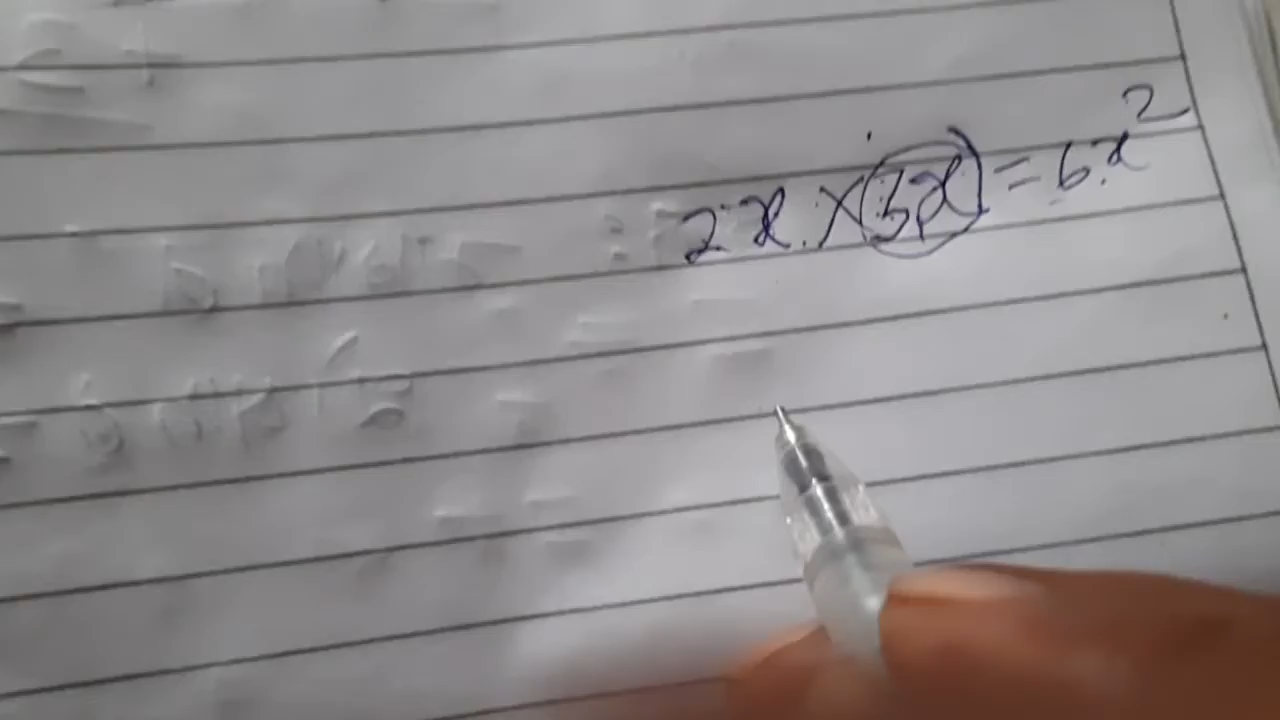 2x × 3x = 6x²